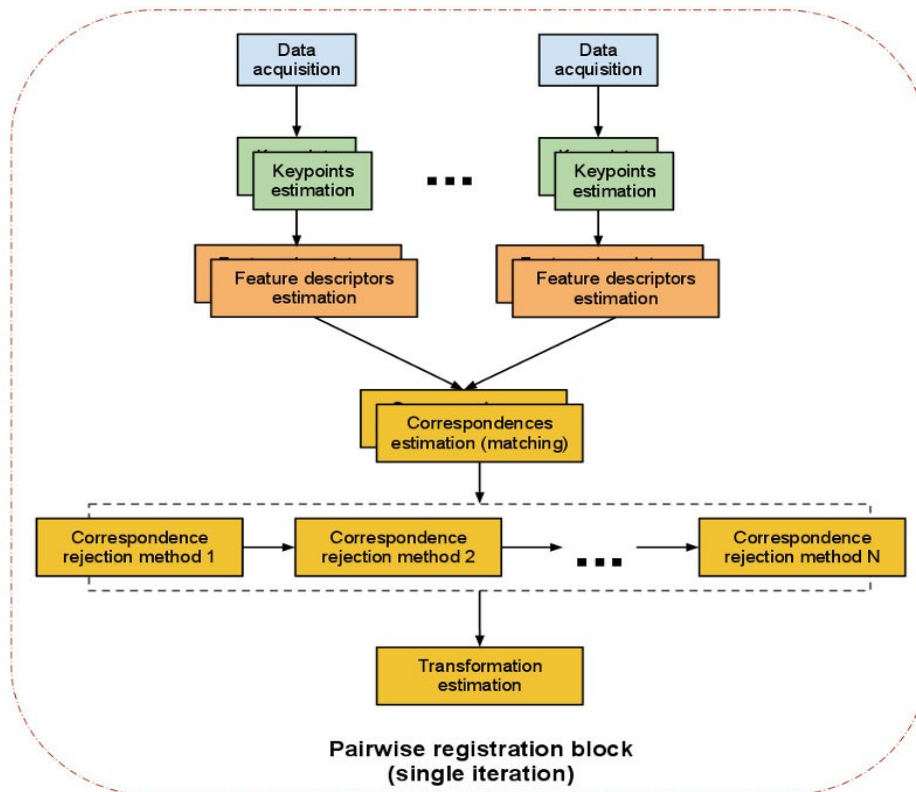 Data
acquisition
Data
acquisition
Keypoints
estimation
...
Keypoints
estimation
Feature descriptors
estimation
Feature descriptors
estimation
Correspondences
estimation (matching)
Correspondence
rejection method 1
Correspondence
rejection method 2
...
Correspondence
rejection method N
Transformation
estimation
Pairwise registration block
(single iteration)